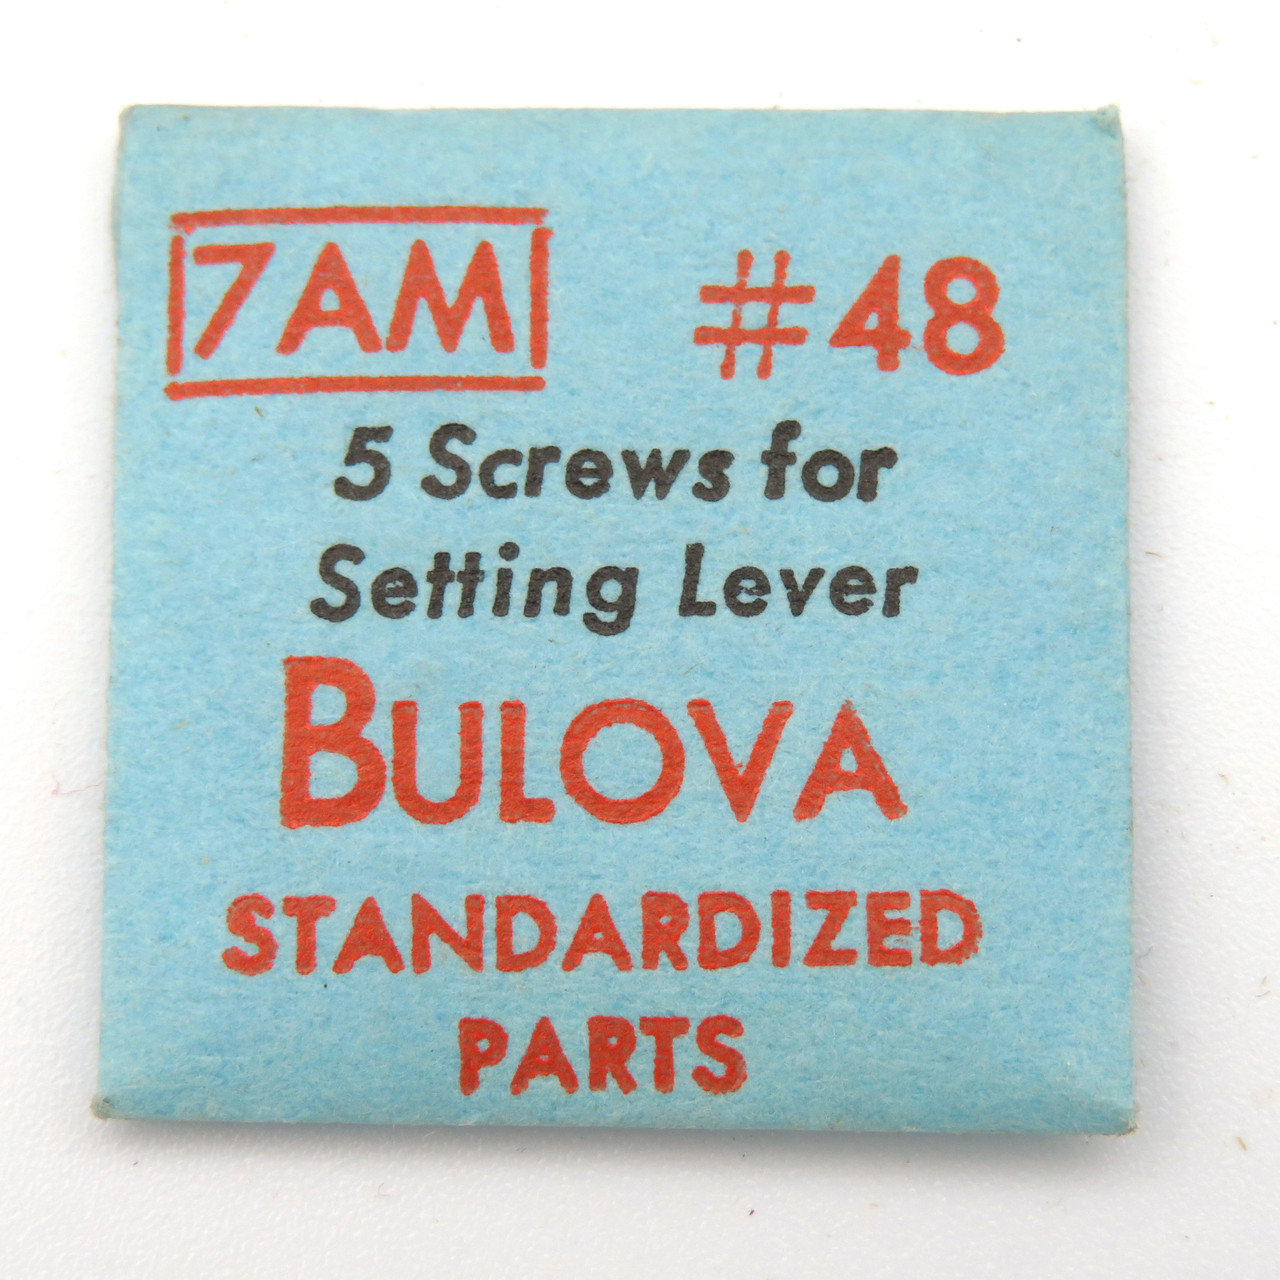 7AM #48
5 Screws for
Setting Lever
BULOVA
STANDARDIZED
PARTS